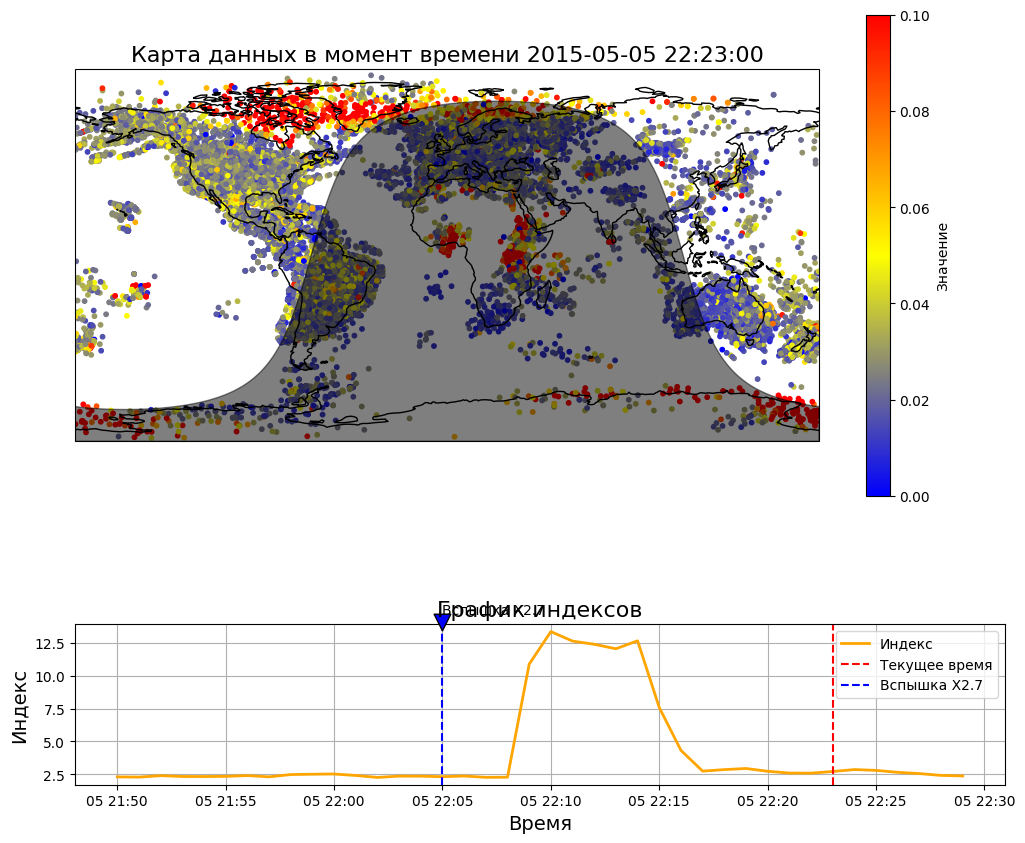 Карта данных в момент времени 2015-05-05 22:23:00
0.10
0.08
0.06
0.04
0.02
0.00
Значение
График индексов
Вспышка X2.7
12.5
10.0
7.5
5.0
2.5
Индекс
Индекс
Текущее время
Вспышка X2.7
05 21:50
05 21:55
05 22:00
05 22:05
05 22:10
05 22:15
05 22:20
05 22:25
05 22:30
Время